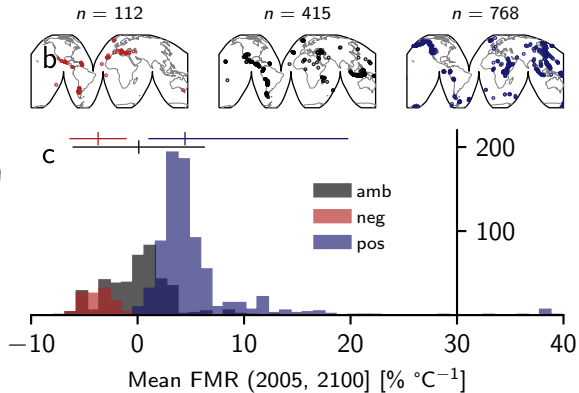 n = 112 n = 415 n = 768
b
c
200
amb
neg
100
pos
−10 0 10 20 30 40
Mean FMR (2005, 2100) [% °C⁻¹]